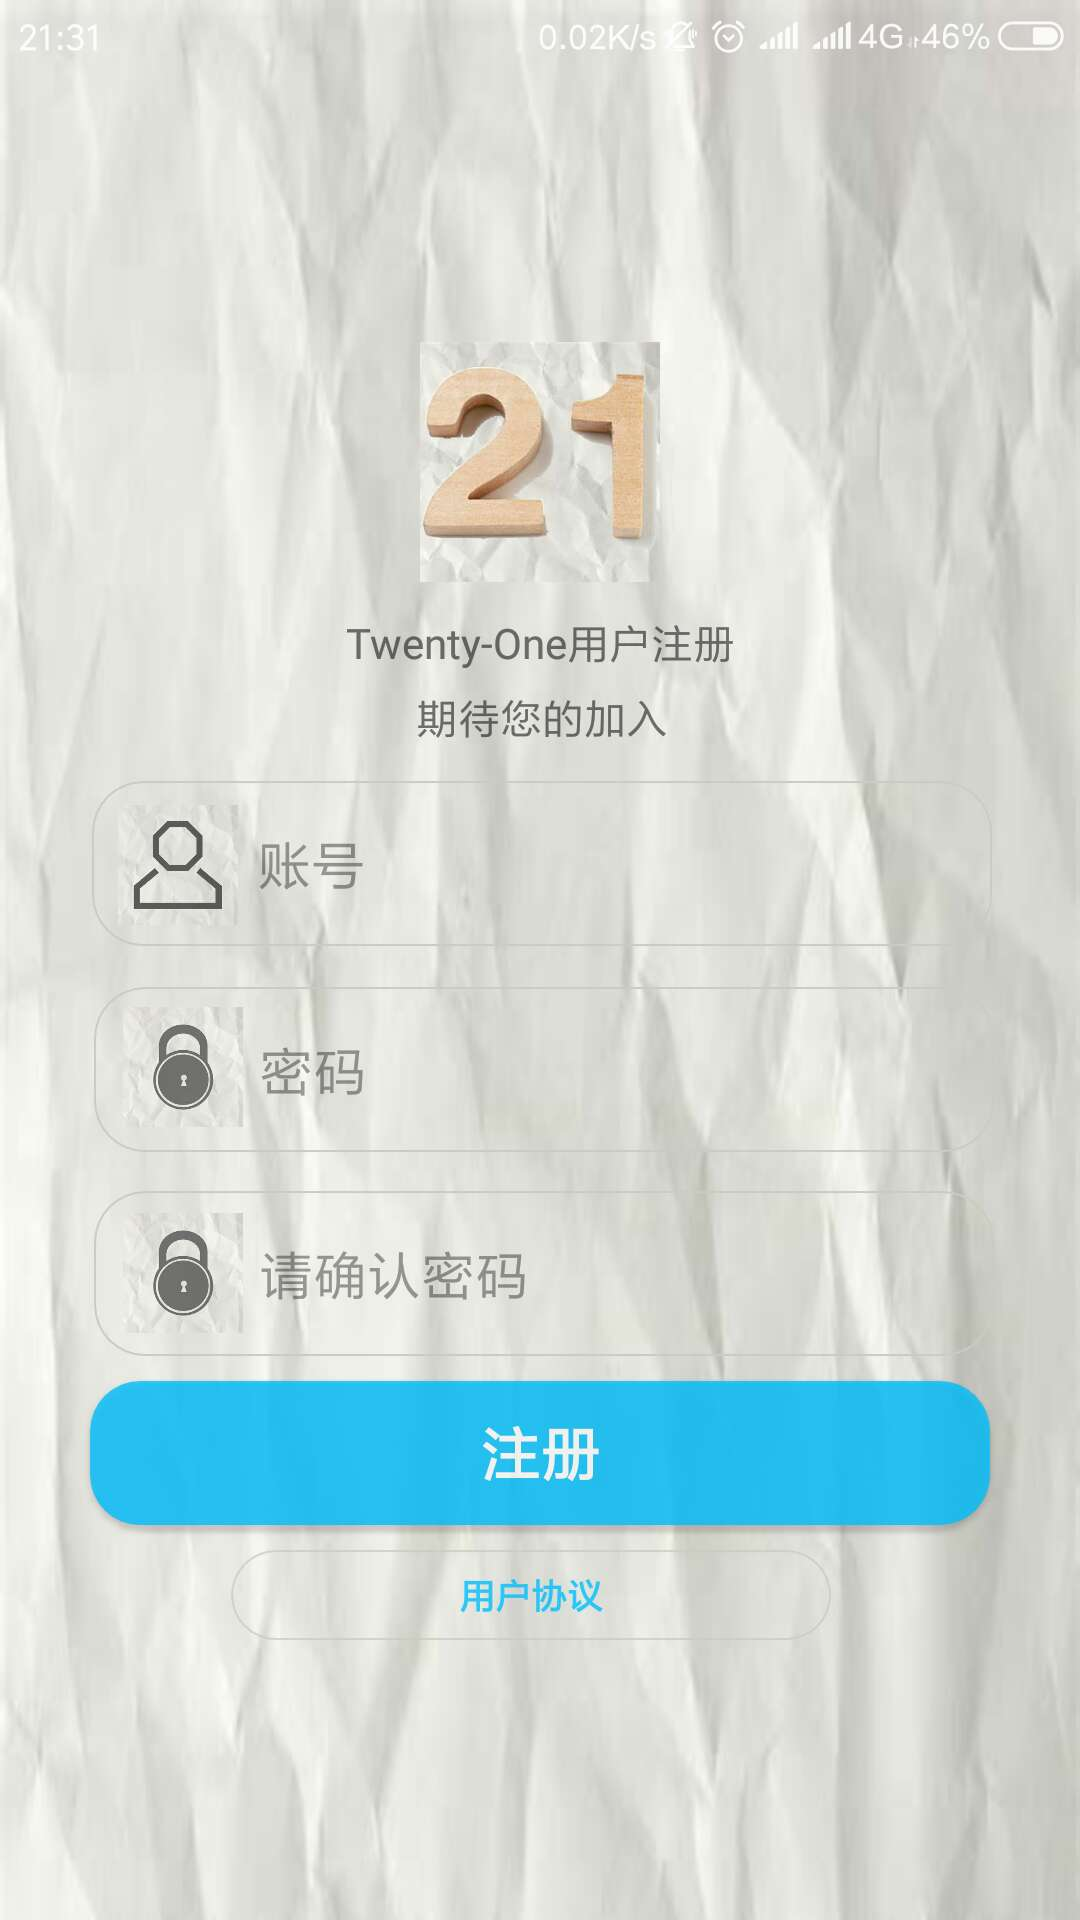 21:31 0.02K/s 4G 46%
21
Twenty-One用户注册
期待您的加入
账号
密码
请确认密码
注册
用户协议